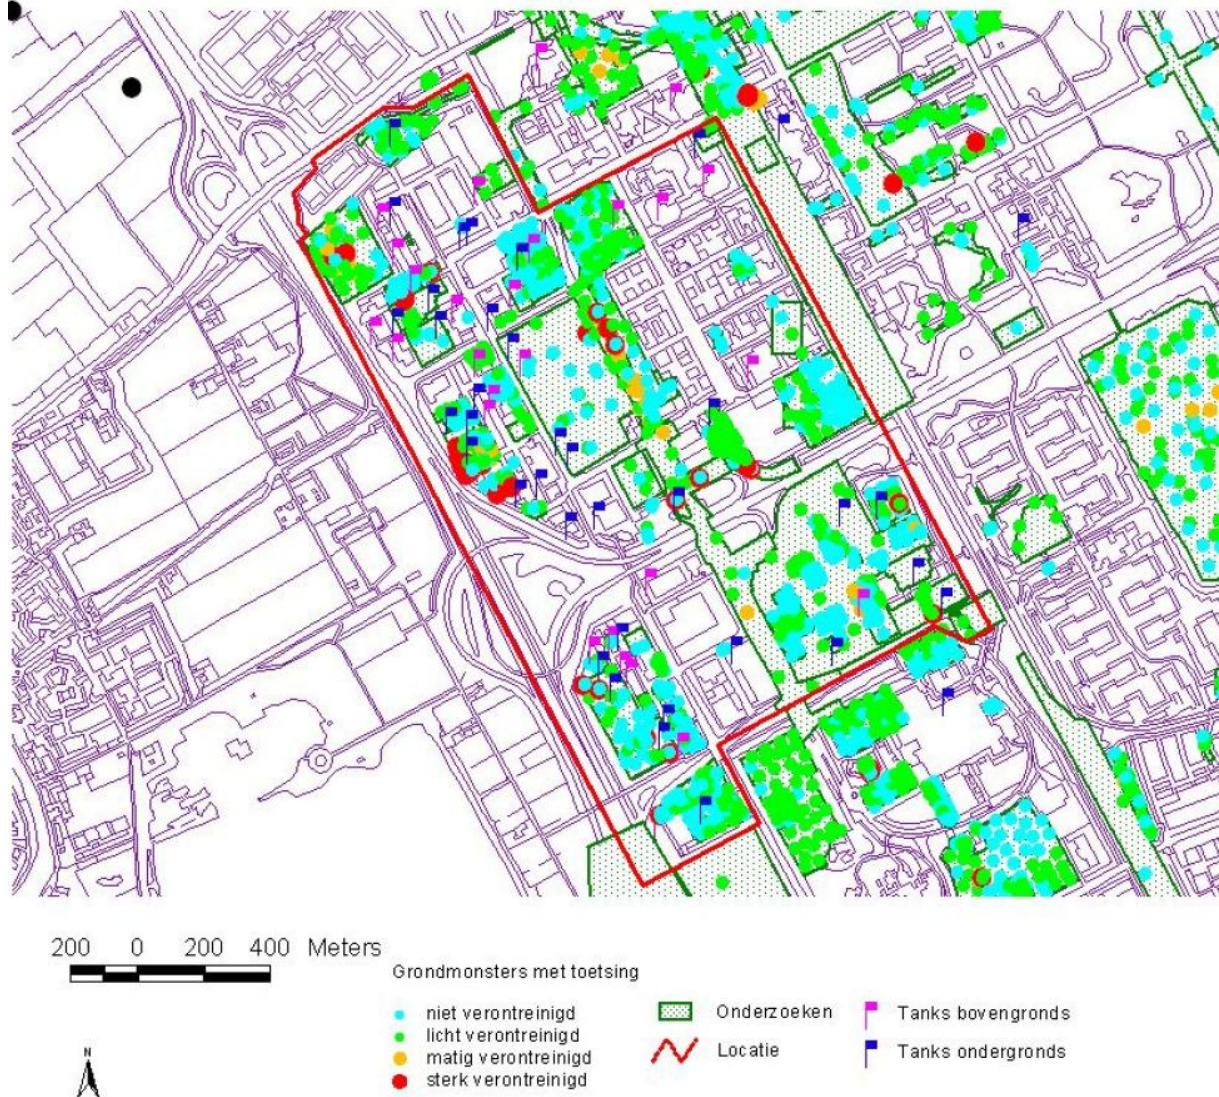 200 0 200 400 Meters
Grondmonsters met toetsing
niet verontreinigd
licht verontreinigd
matig verontreinigd
sterk verontreinigd
Onderzoeken
Locatie
Tanks bovengronds
Tanks ondergronds
N